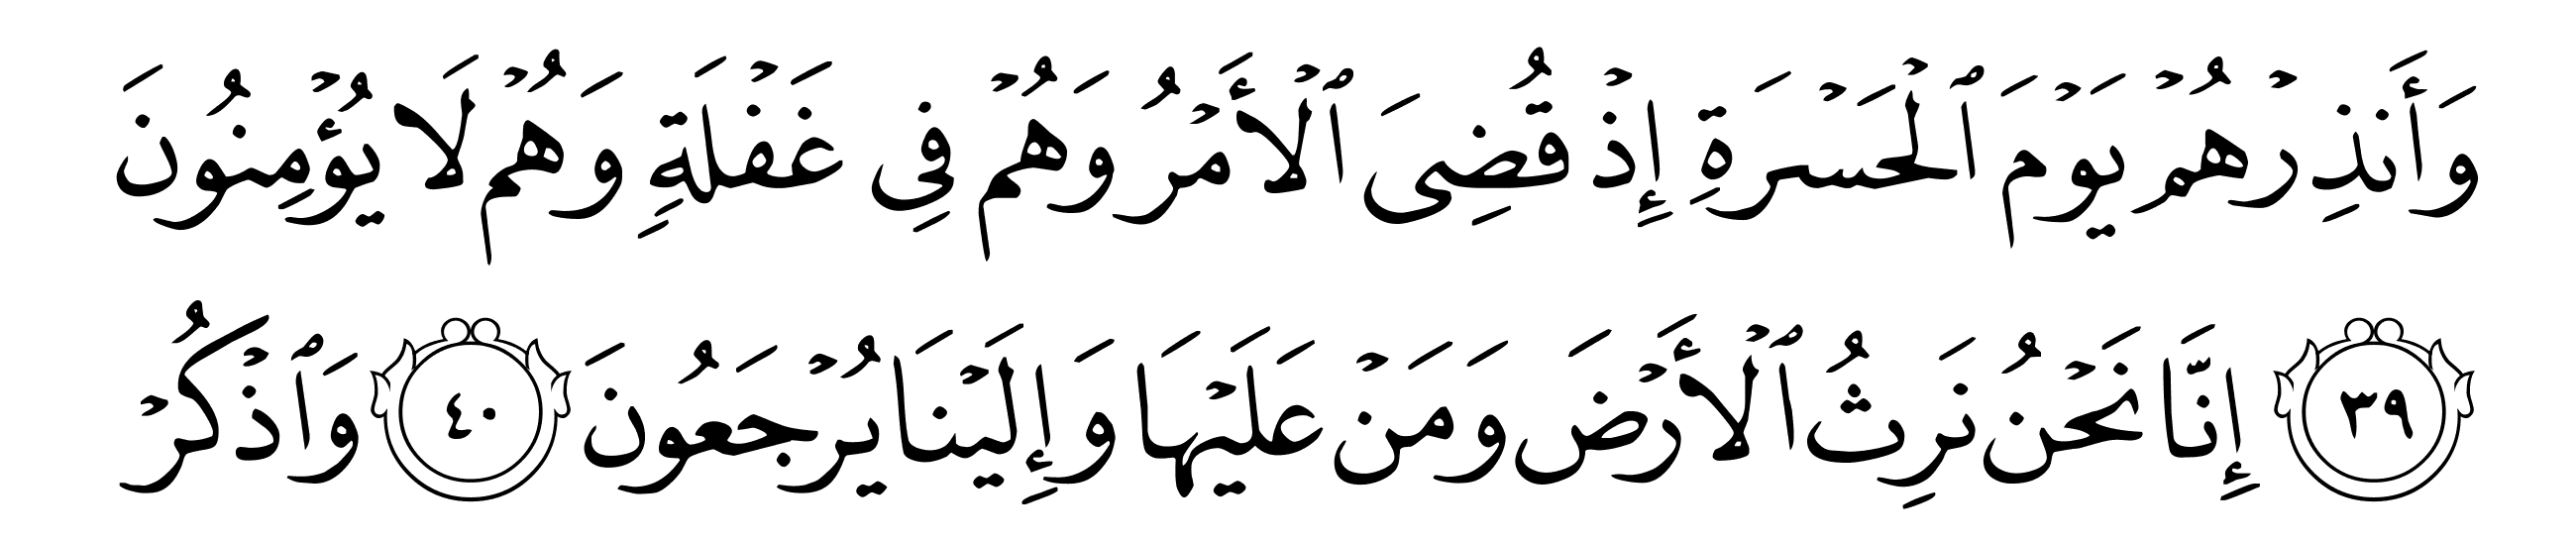 وَأَنذِرْهُمْ يَوْمَ ٱلْحَسْرَةِ إِذْ قُضِىَ ٱلْأَمْرُ وَهُمْ فِى غَفْلَةٍ وَهُمْ لَا يُؤْمِنُونَ
٣٩ إِنَّا نَحْنُ نَرِثُ ٱلْأَرْضَ وَمَنْ عَلَيْهَا وَإِلَيْنَا يُرْجَعُونَ ٤٠ وَٱذْكُرْ